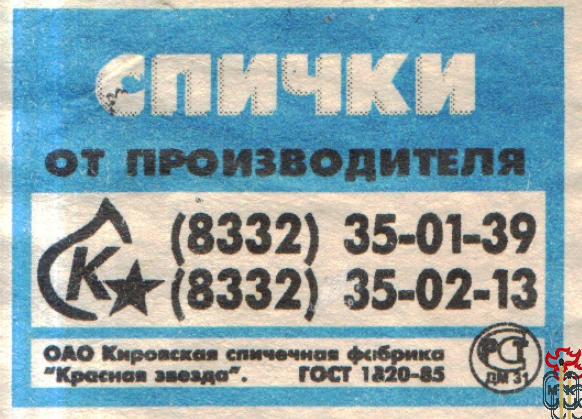 СПИЧКИ
ОТ ПРОИЗВОДИТЕЛЯ
К (8332) 35-01-39
(8332) 35-02-13
ОАО Кировская спичечная фабрика
"Красная звезда". ГОСТ 1820-85
РСТ